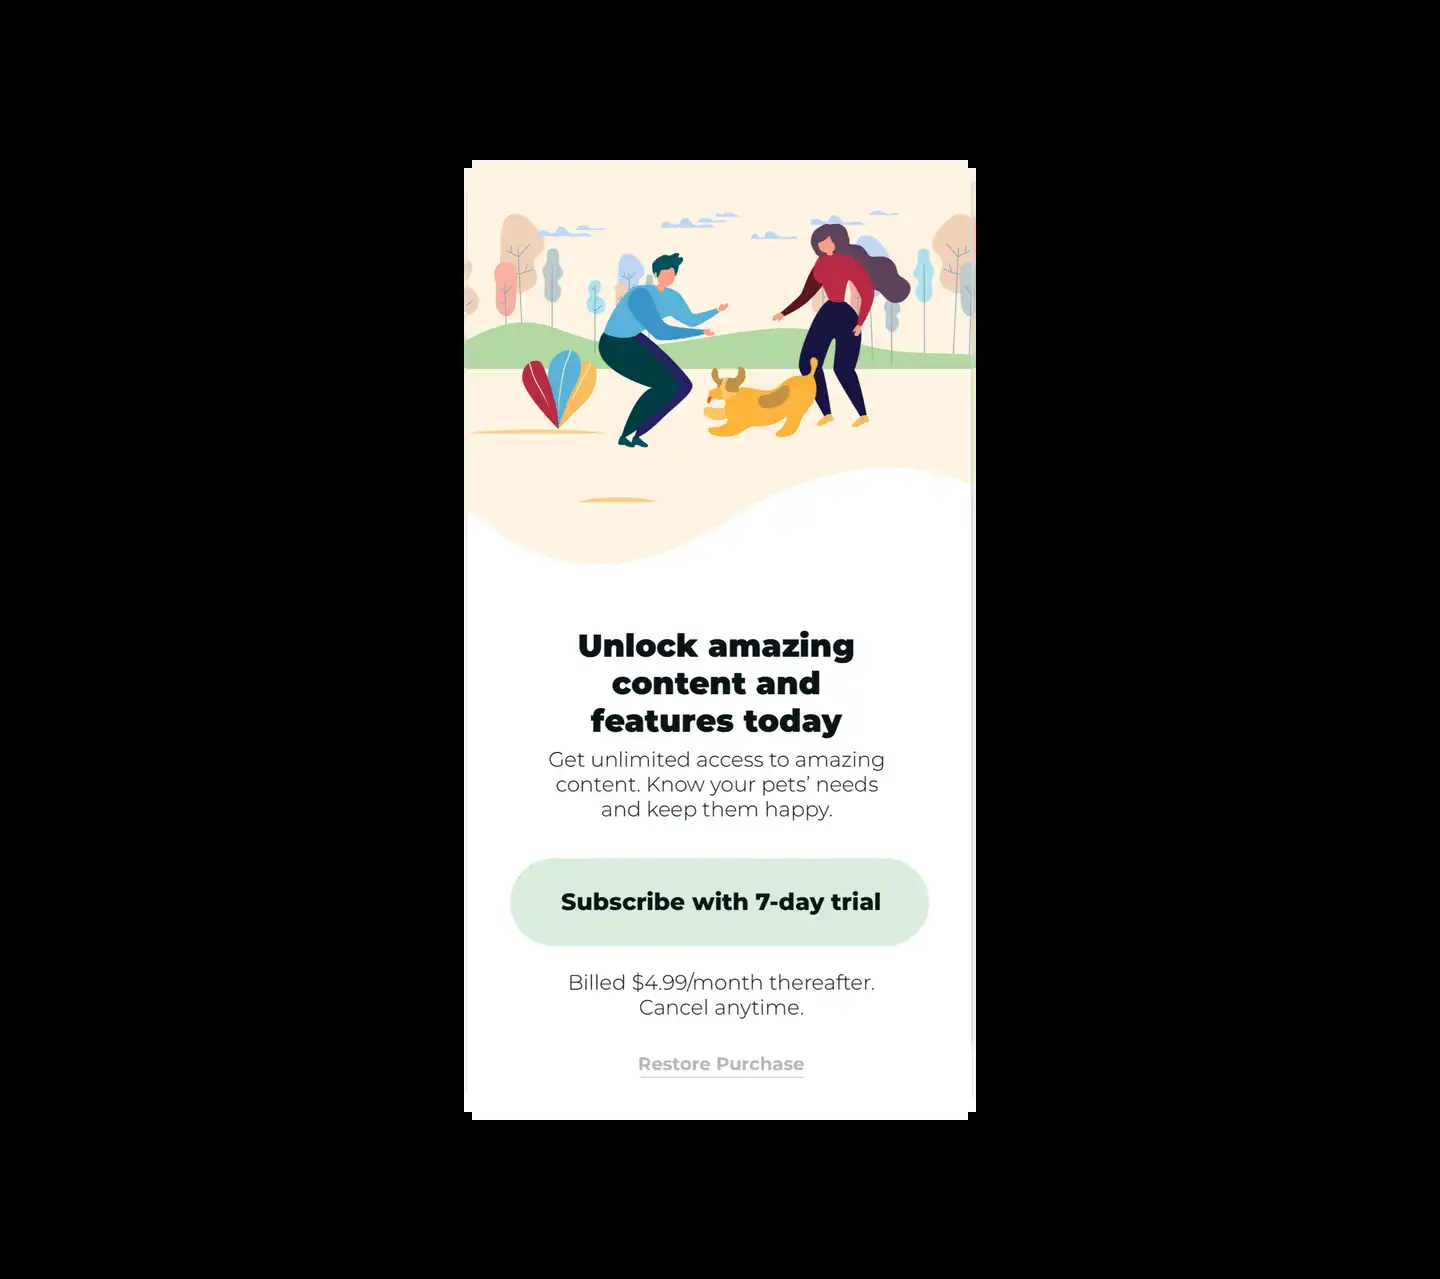 Unlock amazing
content and
features today
Get unlimited access to amazing
content. Know your pets’ needs
and keep them happy.
Subscribe with 7-day trial
Billed $4.99/month thereafter.
Cancel anytime.
Restore Purchase